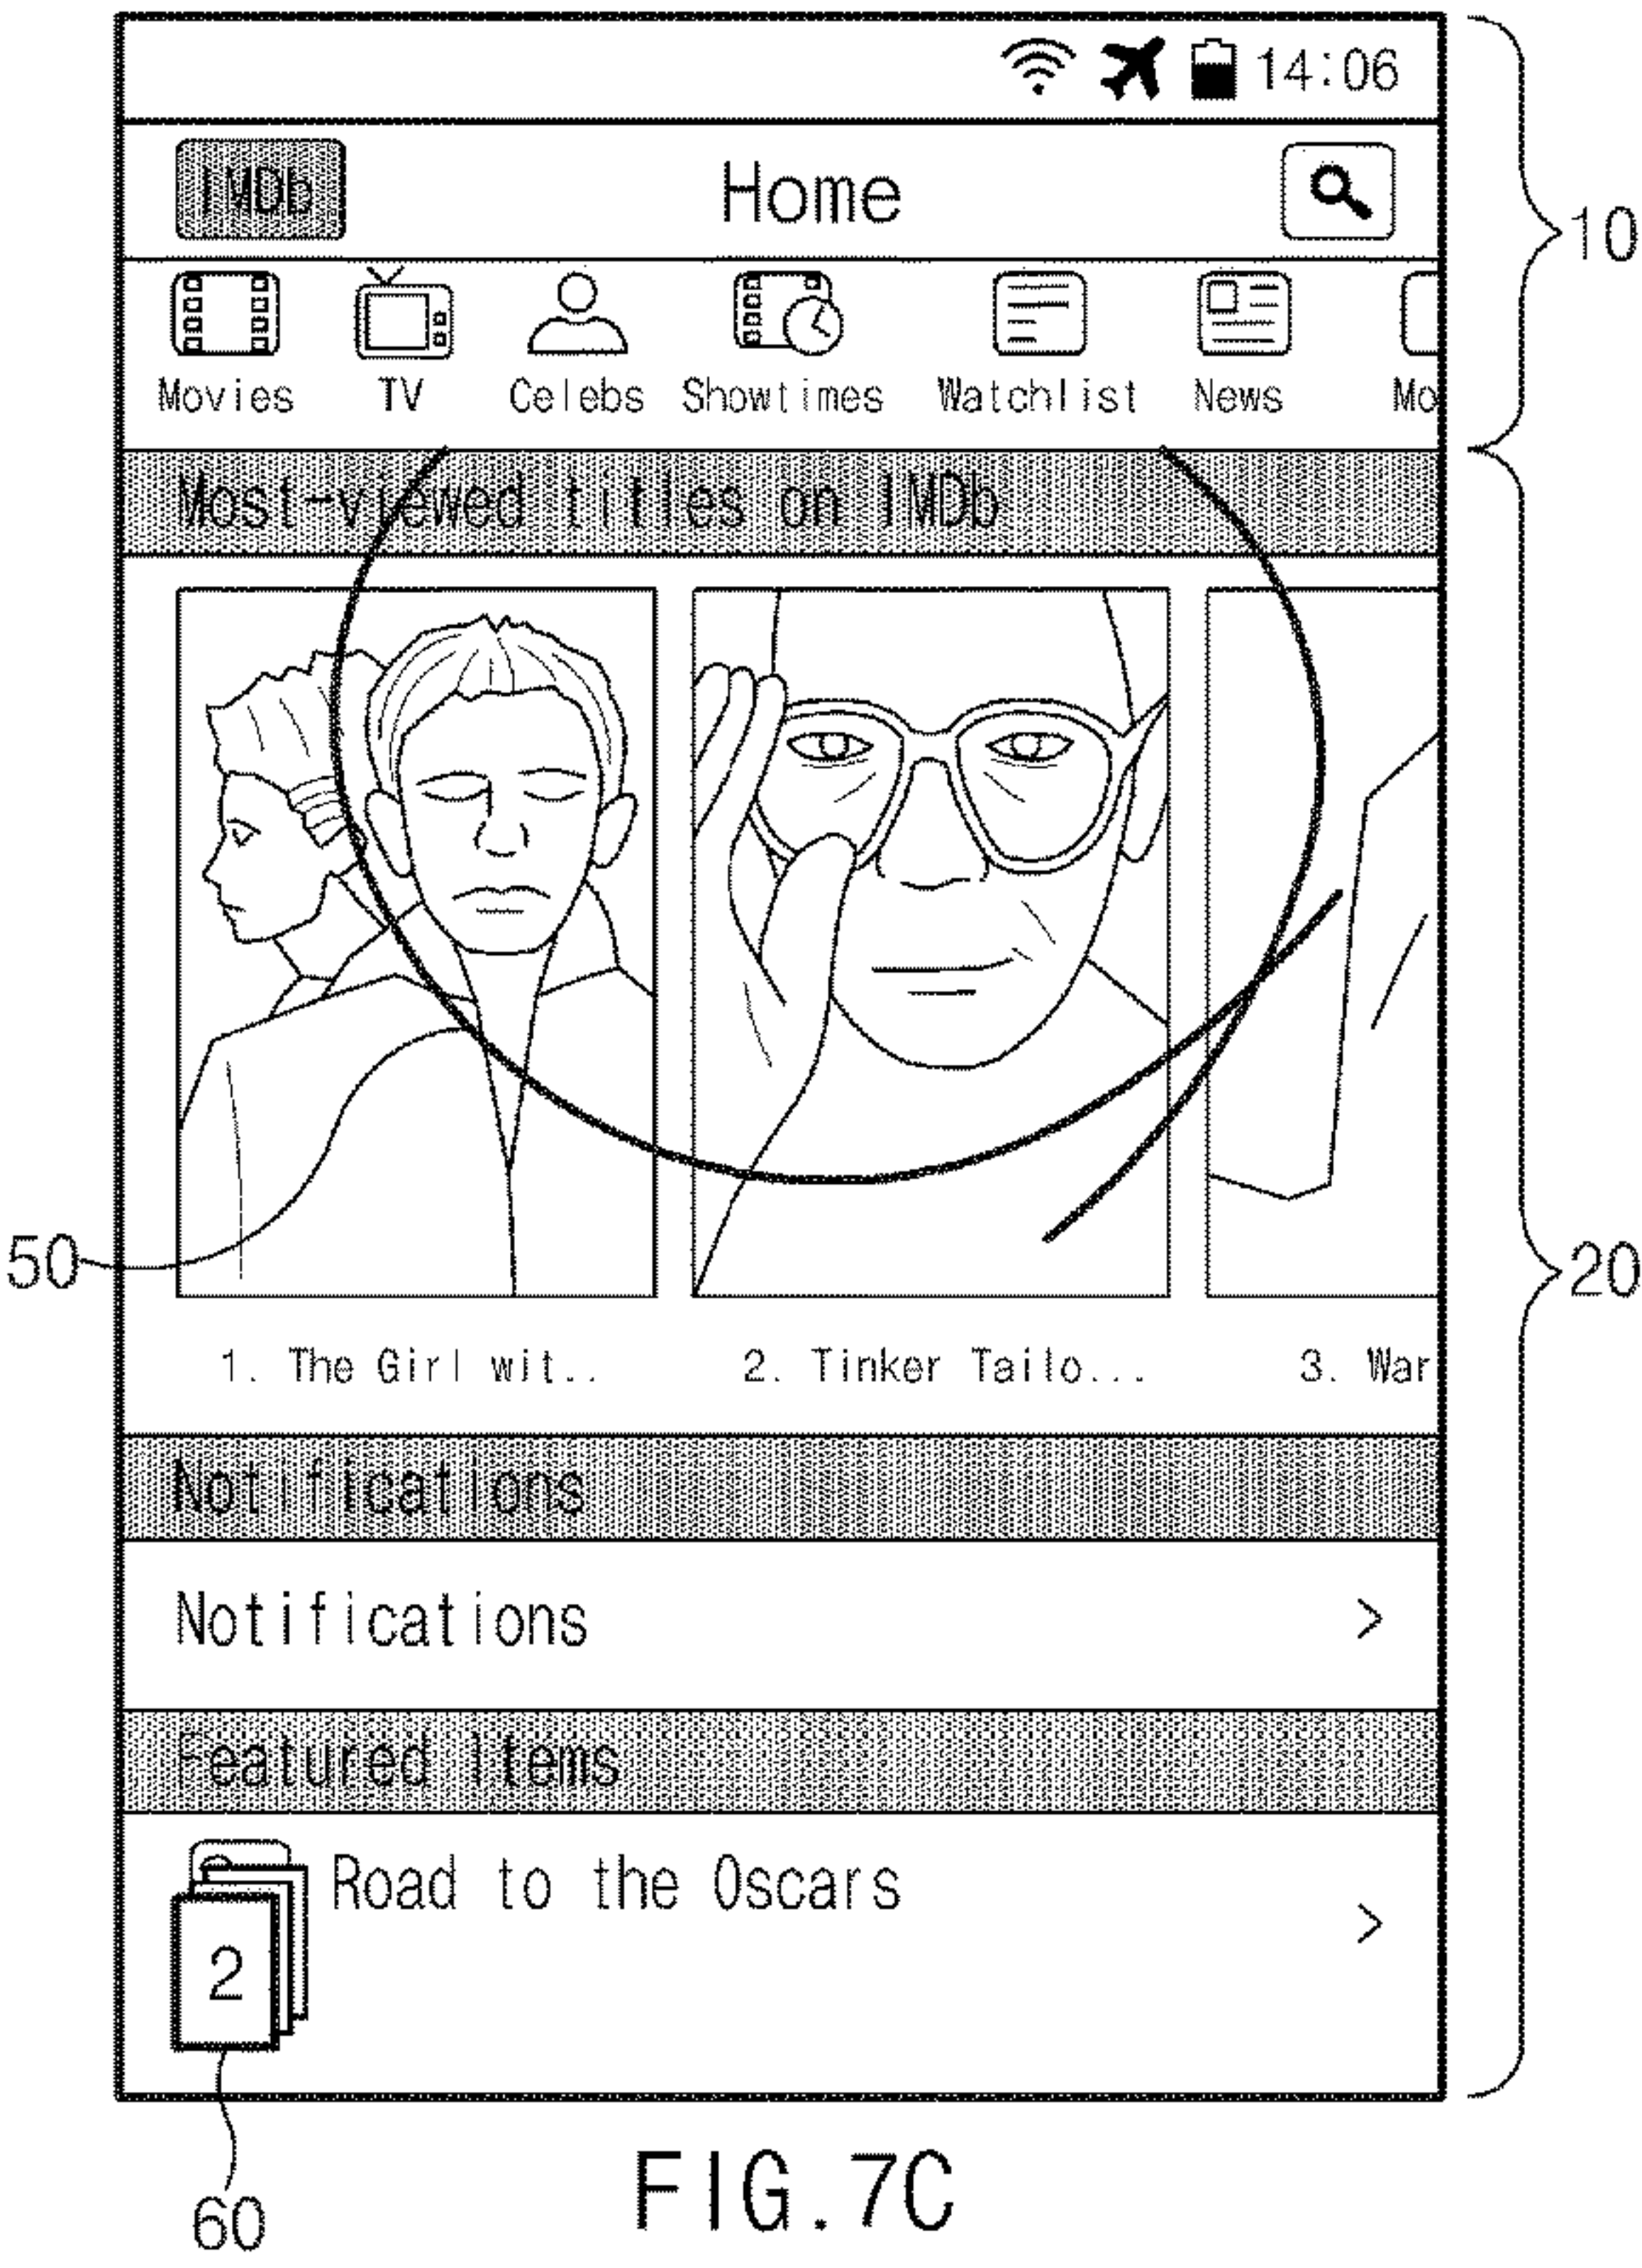 14:06
IMDb Home
10
Movies TV Celebs Showtimes Watchlist News Mo
Most-viewed titles on IMDb
50
20
1. The Girl wit.. 2. Tinker Tailo... 3. War
Notifications
Notifications >
Featured Items
Road to the Oscars >
2
60
FIG.7C